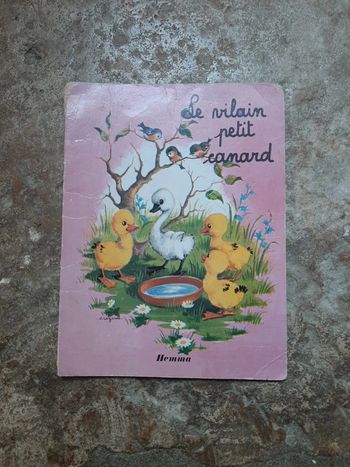 Le vilain
petit
canard
Hemma